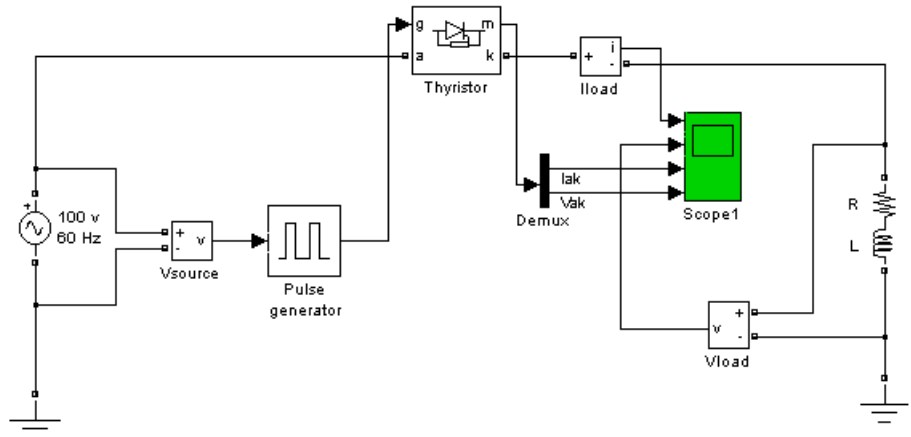 g
m
a
k
Thyristor
+
i
-
Iload
Iak
Vak
Demux
Scope1
+
100 v
60 Hz
+
-
v
Vsource
Pulse
generator
R
L
+
v
-
Vload